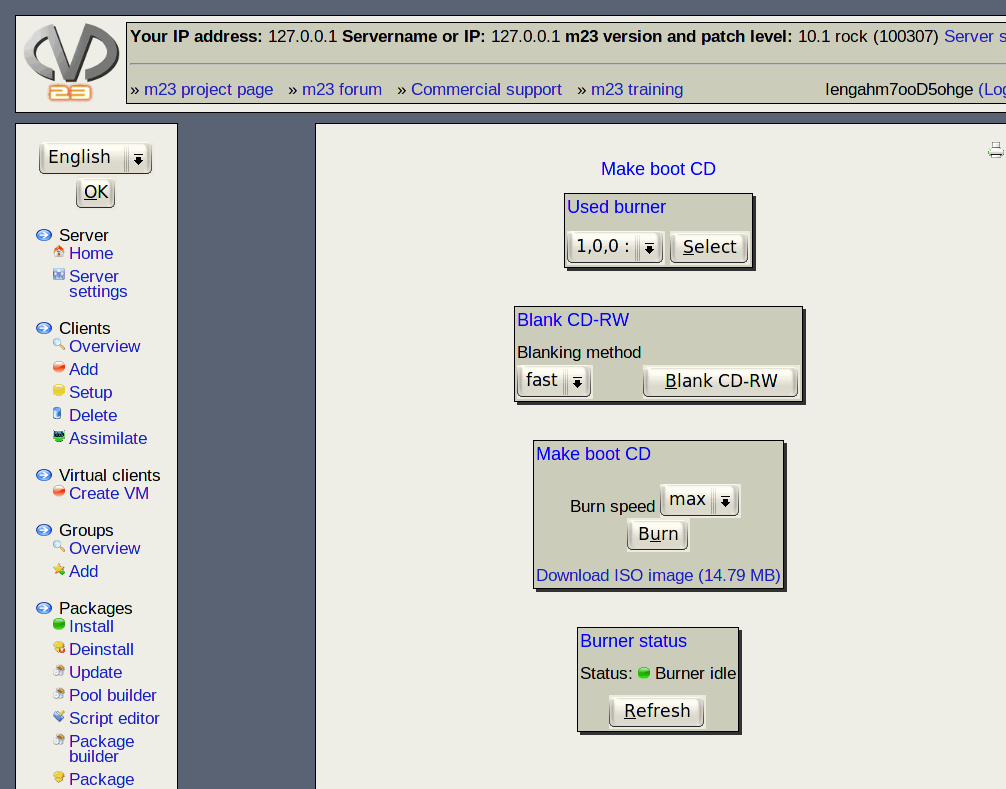 Your IP address: 127.0.0.1 Servername or IP: 127.0.0.1 m23 version and patch level: 10.1 rock (100307) Server s
» m23 project page » m23 forum » Commercial support » m23 training Iengahm7ooD5ohge (Log
23
English
OK
Server
Home
Server
settings
Clients
Overview
Add
Setup
Delete
Assimilate
Virtual clients
Create VM
Groups
Overview
Add
Packages
Install
Deinstall
Update
Pool builder
Script editor
Package
builder
Package
Make boot CD
Used burner
1,0,0 : Select
Blank CD-RW
Blanking method
fast Blank CD-RW
Make boot CD
Burn speed max
Burn
Download ISO image (14.79 MB)
Burner status
Status: Burner idle
Refresh